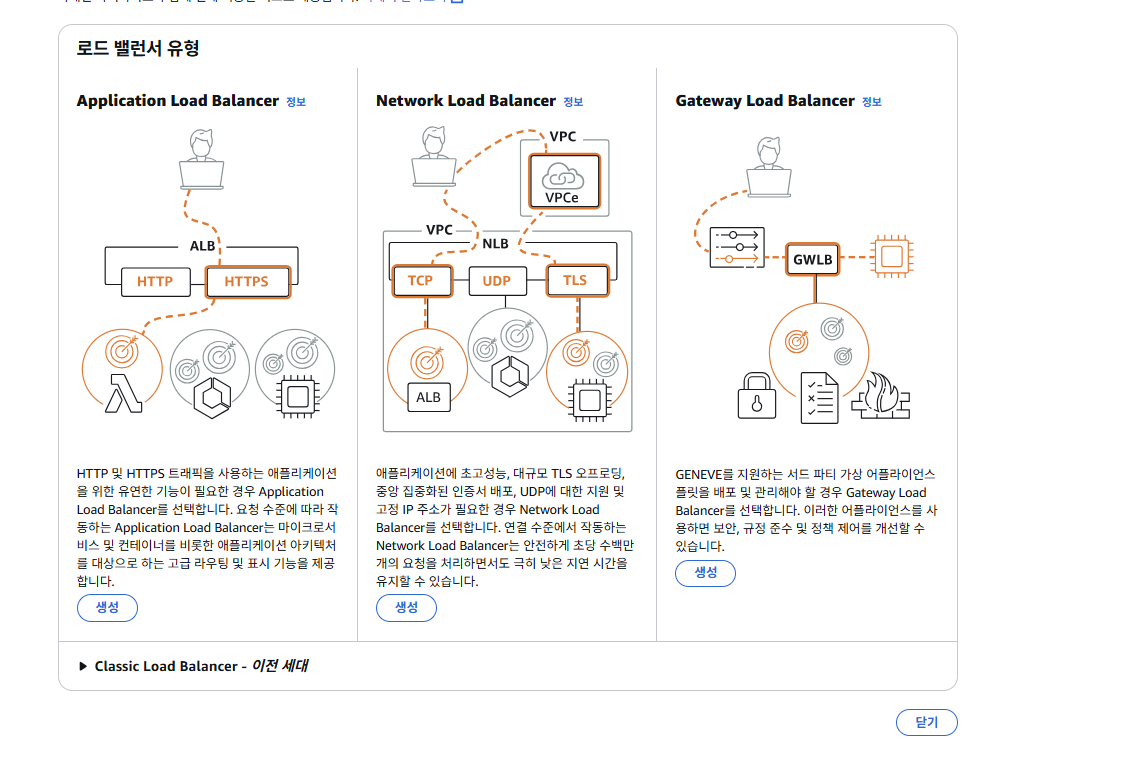 로드 밸런서 유형
Application Load Balancer 정보
ALB
HTTP
HTTPS
HTTP 및 HTTPS 트래픽을 사용하는 애플리케이션
을 위한 유연한 기능이 필요한 경우 Application
Load Balancer를 선택합니다. 요청 수준에 따라 작
동하는 Application Load Balancer는 마이크로서
비스 및 컨테이너를 비롯한 애플리케이션 아키텍처
를 대상으로 하는 고급 라우팅 및 표시 기능을 제공
합니다.
생성
Network Load Balancer 정보
VPC
VPCe
VPC
NLB
TCP
UDP
TLS
ALB
애플리케이션에 초고성능, 대규모 TLS 오프로딩,
중앙 집중화된 인증서 배포, UDP에 대한 지원 및
고정 IP 주소가 필요한 경우 Network Load
Balancer를 선택합니다. 연결 수준에서 작동하는
Network Load Balancer는 안전하게 초당 수백만
개의 요청을 처리하면서도 극히 낮은 지연 시간을
유지할 수 있습니다.
생성
Gateway Load Balancer 정보
GWLB
GENEVE를 지원하는 서드 파티 가상 어플라이언스
플릿을 배포 및 관리해야 할 경우 Gateway Load
Balancer를 선택합니다. 이러한 어플라이언스를 사
용하면 보안, 규정 준수 및 정책 제어를 개선할 수
있습니다.
생성
Classic Load Balancer - 이전 세대
닫기